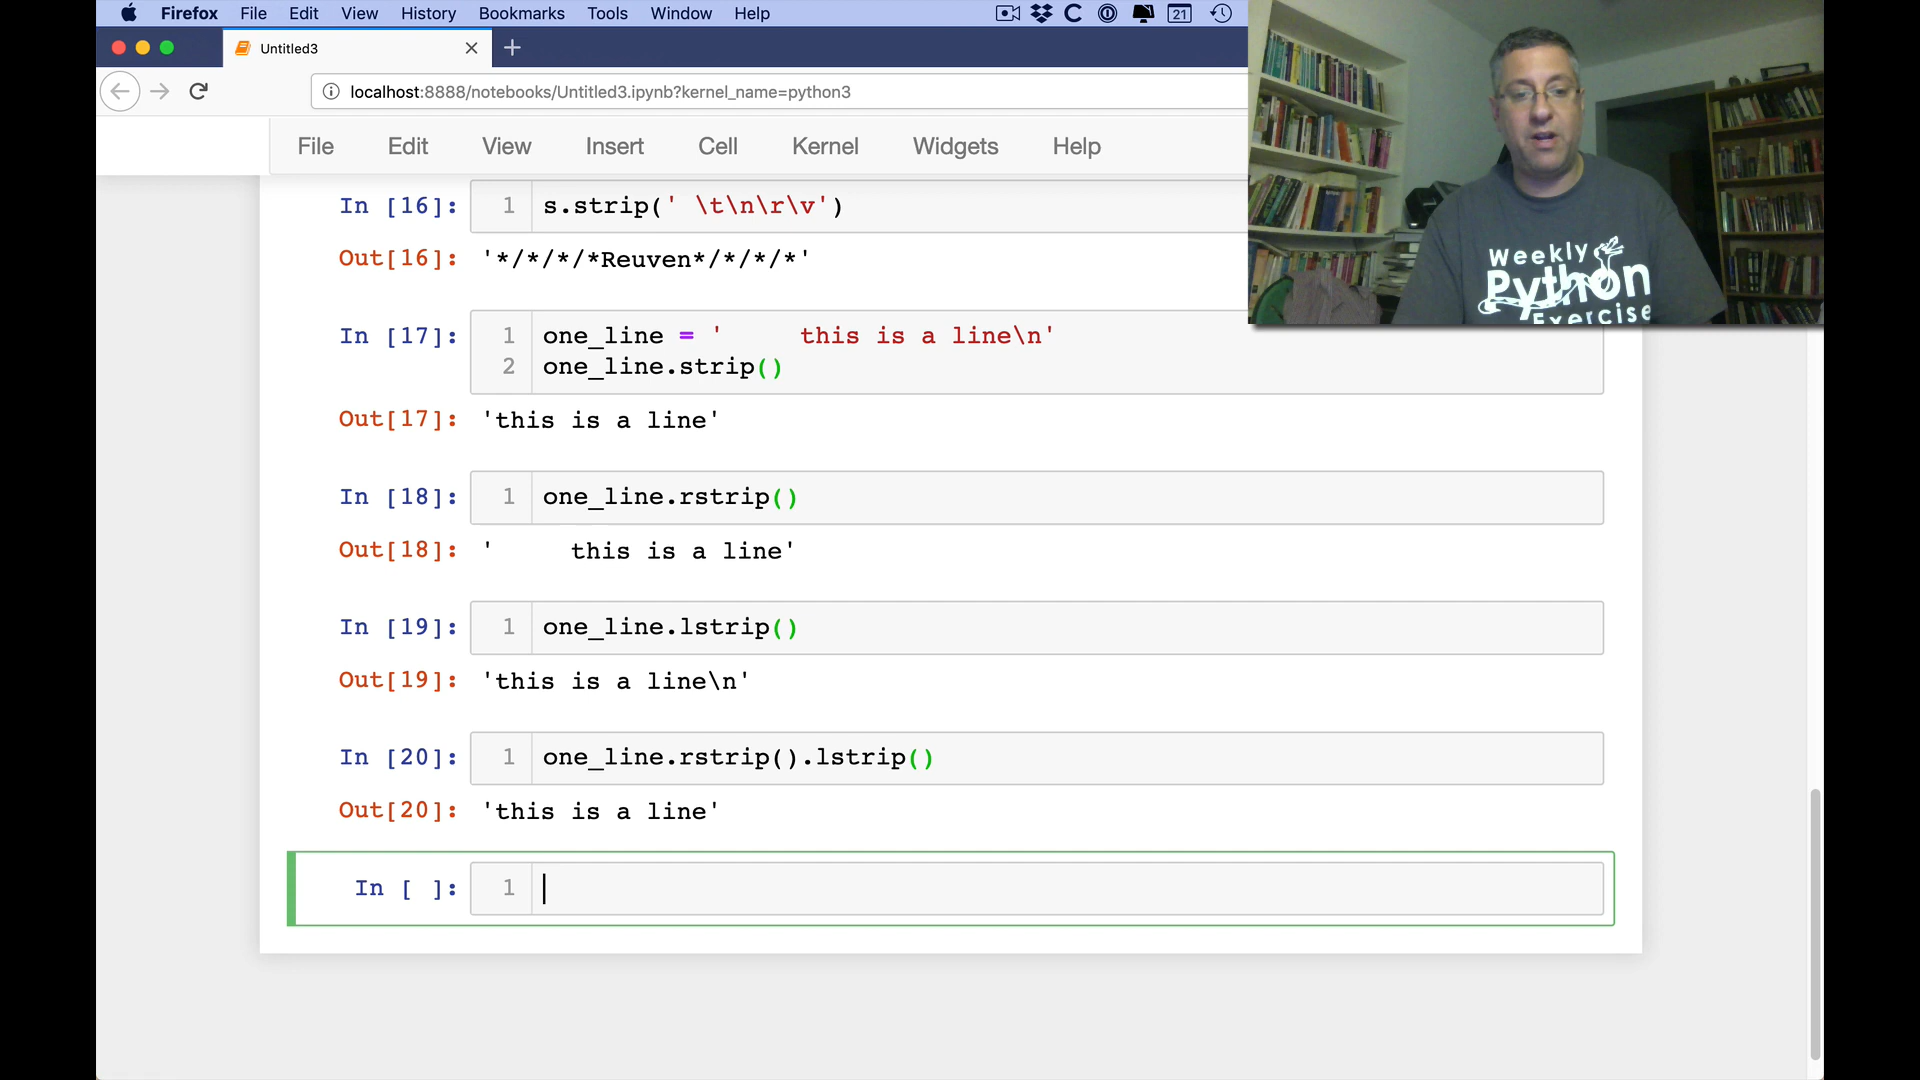 Firefox File Edit View History Bookmarks Tools Window Help 21
Untitled3
localhost:8888/notebooks/Untitled3.ipynb?kernel_name=python3
File Edit View Insert Cell Kernel Widgets Help
In [16]: 1 s.strip(' \t\n\r\v')
Out[16]: '*/*/*/*Reuven*/*/*/*'
In [17]: 1 one_line = '     this is a line\n'
2 one_line.strip()
Out[17]: 'this is a line'
In [18]: 1 one_line.rstrip()
Out[18]: '     this is a line'
In [19]: 1 one_line.lstrip()
Out[19]: 'this is a line\n'
In [20]: 1 one_line.rstrip().lstrip()
Out[20]: 'this is a line'
In [ ]: 1
Weekly
Python
Exercise